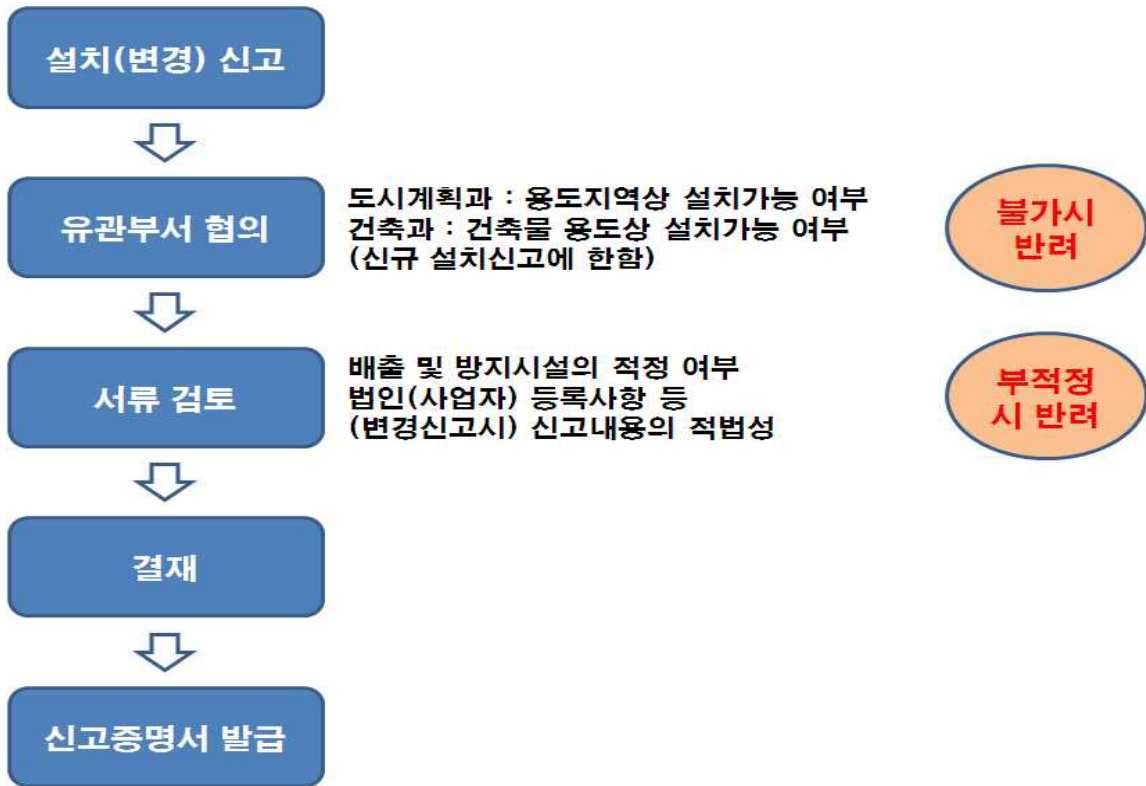 설치(변경) 신고
유관부서 협의
도시계획과 : 용도지역상 설치가능 여부
건축과 : 건축물 용도상 설치가능 여부
(신규 설치신고에 한함)
불가시
반려
서류 검토
배출 및 방지시설의 적정 여부
법인(사업자) 등록사항 등
(변경신고시) 신고내용의 적법성
부적정
시 반려
결재
신고증명서 발급